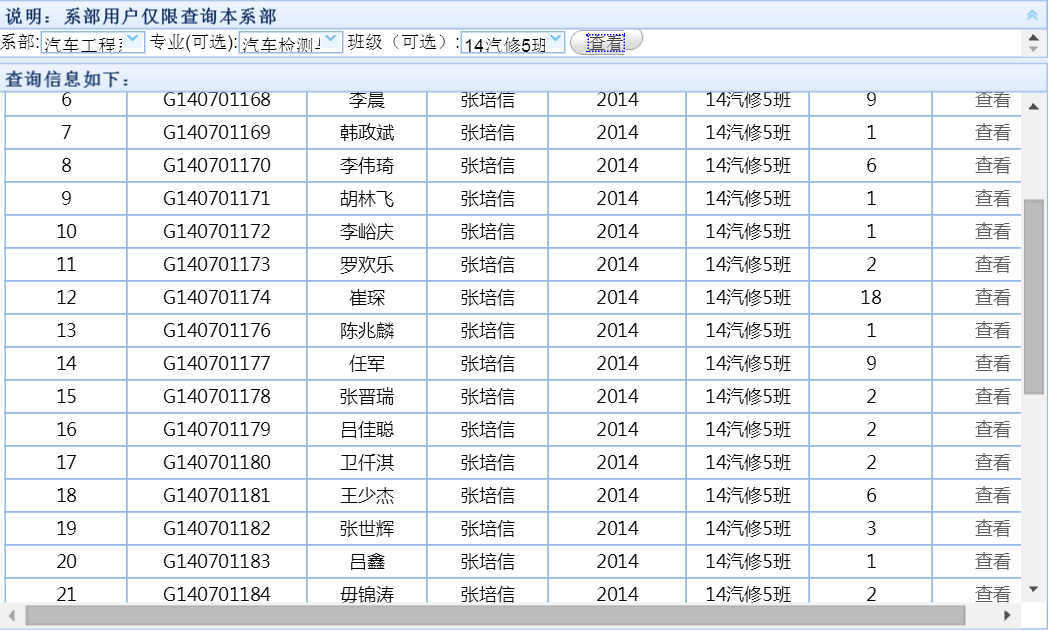 说明：系部用户仅限查询本系部
系部: 汽车工程系 专业(可选): 汽车检测与 班级（可选）: 14汽修5班 查看
查询信息如下：
6 G140701168 李晨 张培信 2014 14汽修5班 9 查看
7 G140701169 韩政斌 张培信 2014 14汽修5班 1 查看
8 G140701170 李伟琦 张培信 2014 14汽修5班 6 查看
9 G140701171 胡林飞 张培信 2014 14汽修5班 1 查看
10 G140701172 李峪庆 张培信 2014 14汽修5班 1 查看
11 G140701173 罗欢乐 张培信 2014 14汽修5班 2 查看
12 G140701174 崔琛 张培信 2014 14汽修5班 18 查看
13 G140701176 陈兆麟 张培信 2014 14汽修5班 1 查看
14 G140701177 任军 张培信 2014 14汽修5班 9 查看
15 G140701178 张晋瑞 张培信 2014 14汽修5班 2 查看
16 G140701179 吕佳聪 张培信 2014 14汽修5班 2 查看
17 G140701180 卫仟淇 张培信 2014 14汽修5班 2 查看
18 G140701181 王少杰 张培信 2014 14汽修5班 6 查看
19 G140701182 张世辉 张培信 2014 14汽修5班 3 查看
20 G140701183 吕鑫 张培信 2014 14汽修5班 1 查看
21 G140701184 毋锦涛 张培信 2014 14汽修5班 2 查看